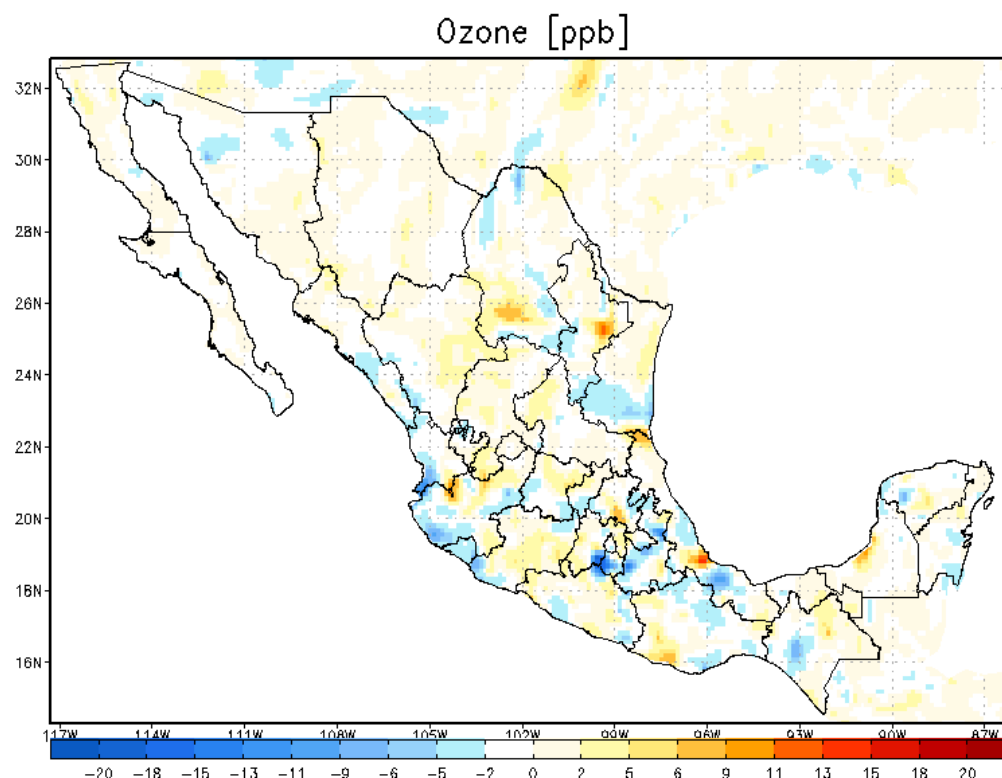 Ozone [ppb]
32N
30N
28N
26N
24N
22N
20N
18N
16N
117W 114W 111W 108W 105W 102W 99W 96W 93W 90W 87W
-20 -18 -15 -13 -11 -9 -6 -5 -2 0 2 5 6 9 11 13 15 18 20